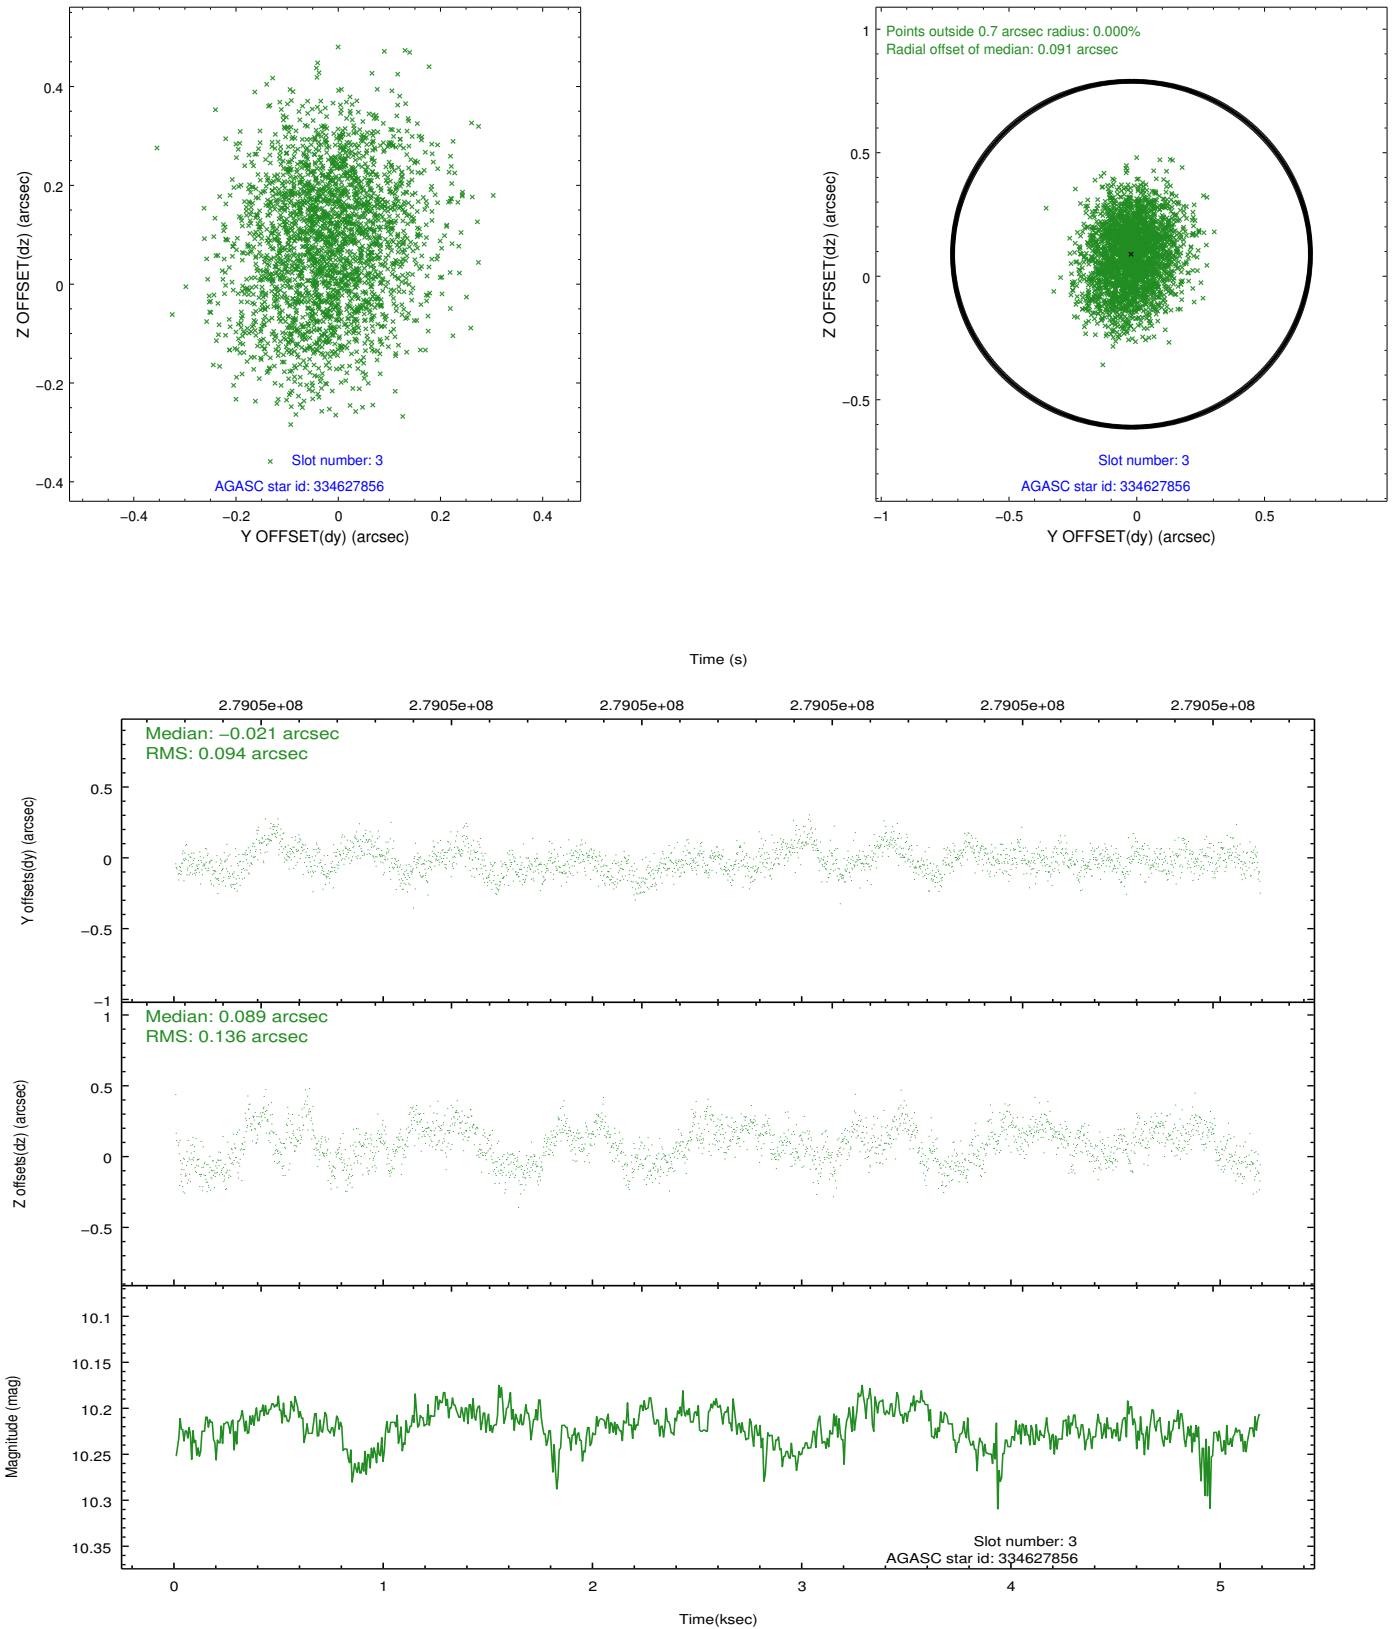 0.4
0.2
0
−0.2
−0.4
Z OFFSET(dz) (arcsec)
Slot number: 3
AGASC star id: 334627856
−0.4 −0.2 0 0.2 0.4
Y OFFSET(dy) (arcsec)
Points outside 0.7 arcsec radius: 0.000%
Radial offset of median: 0.091 arcsec
1
0.5
0
−0.5
Z OFFSET(dz) (arcsec)
Slot number: 3
AGASC star id: 334627856
−1 −0.5 0 0.5
Y OFFSET(dy) (arcsec)
Time (s)
2.7905e+08 2.7905e+08 2.7905e+08 2.7905e+08 2.7905e+08 2.7905e+08
Median: −0.021 arcsec
RMS: 0.094 arcsec
0.5
0
−0.5
−1
Y offsets(dy) (arcsec)
Median: 0.089 arcsec
RMS: 0.136 arcsec
1
0.5
0
−0.5
Z offsets(dz) (arcsec)
10.1
10.15
10.2
10.25
10.3
10.35
Magnitude (mag)
Slot number: 3
AGASC star id: 334627856
0 1 2 3 4 5
Time(ksec)